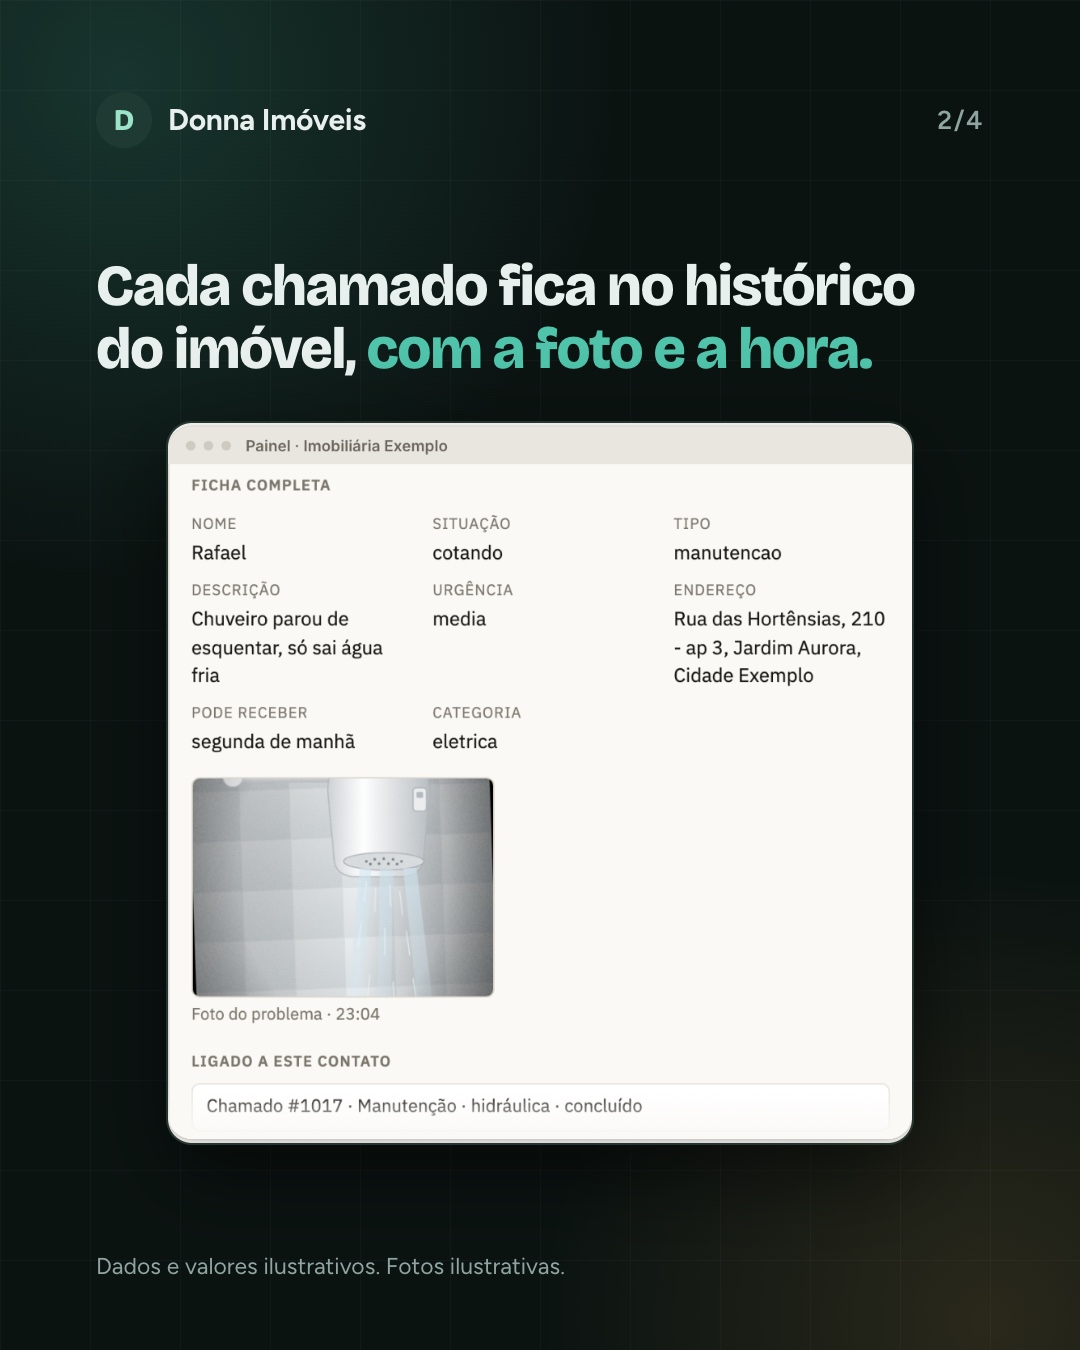 D
Donna Imóveis
2/4
Cada chamado fica no histórico
do imóvel, com a foto e a hora.
Painel · Imobiliária Exemplo
FICHA COMPLETA
NOME
Rafael
SITUAÇÃO
cotando
TIPO
manutencao
DESCRIÇÃO
Chuveiro parou de
esquentar, só sai água
fria
URGÊNCIA
media
ENDEREÇO
Rua das Hortênsias, 210
- ap 3, Jardim Aurora,
Cidade Exemplo
PODE RECEBER
segunda de manhã
CATEGORIA
eletrica
Foto do problema · 23:04
LIGADO A ESTE CONTATO
Chamado #1017 · Manutenção · hidráulica · concluído
Dados e valores ilustrativos. Fotos ilustrativas.